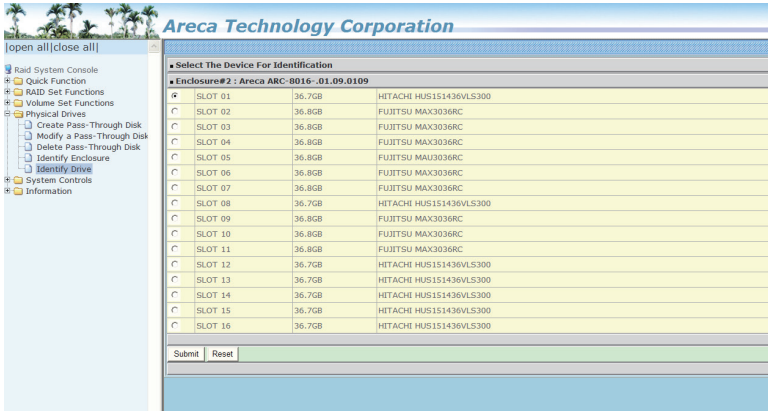 Areca Technology Corporation
|open all|close all|
Raid System Console
Quick Function
RAID Set Functions
Volume Set Functions
Physical Drives
Create Pass-Through Disk
Modify a Pass-Through Disk
Delete Pass-Through Disk
Identify Enclosure
Identify Drive
System Controls
Information
Select The Device For Identification
Enclosure#2 : Areca ARC-8016-.01.09.0109
SLOT 01 36.7GB HITACHI HUS151436VLS300
SLOT 02 36.8GB FUJITSU MAX3036RC
SLOT 03 36.8GB FUJITSU MAX3036RC
SLOT 04 36.8GB FUJITSU MAX3036RC
SLOT 05 36.8GB FUJITSU MAU3036RC
SLOT 06 36.8GB FUJITSU MAX3036RC
SLOT 07 36.8GB FUJITSU MAX3036RC
SLOT 08 36.7GB HITACHI HUS151436VLS300
SLOT 09 36.8GB FUJITSU MAX3036RC
SLOT 10 36.8GB FUJITSU MAX3036RC
SLOT 11 36.8GB FUJITSU MAX3036RC
SLOT 12 36.7GB HITACHI HUS151436VLS300
SLOT 13 36.7GB HITACHI HUS151436VLS300
SLOT 14 36.7GB HITACHI HUS151436VLS300
SLOT 15 36.7GB HITACHI HUS151436VLS300
SLOT 16 36.7GB HITACHI HUS151436VLS300
Submit Reset